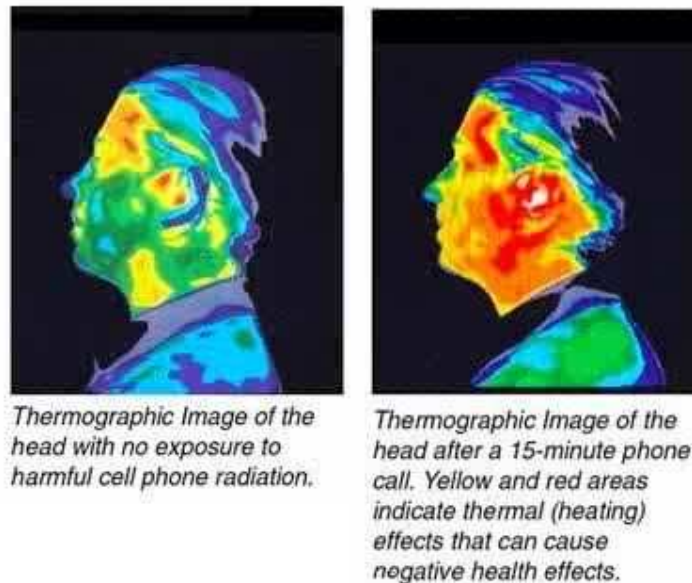 Thermographic Image of the
head with no exposure to
harmful cell phone radiation.
Thermographic Image of the
head after a 15-minute phone
call. Yellow and red areas
indicate thermal (heating)
effects that can cause
negative health effects.